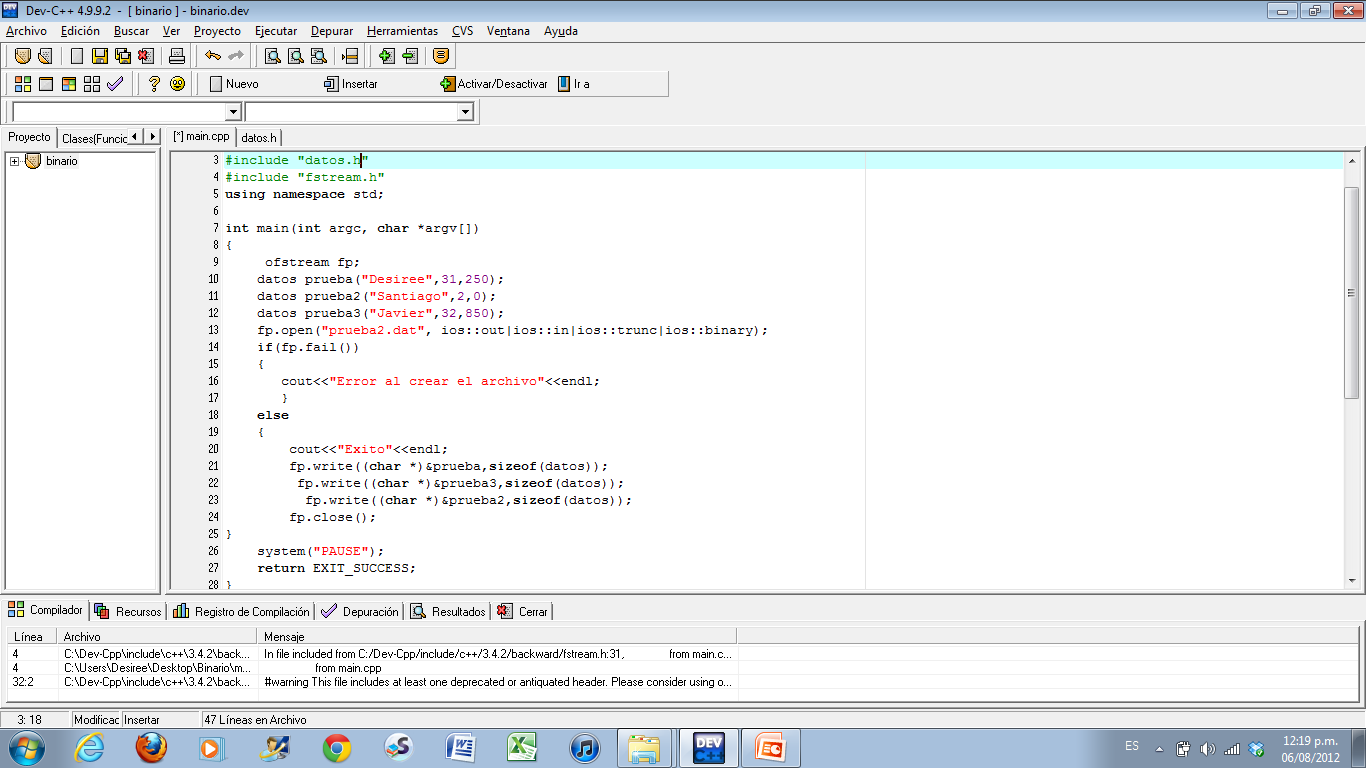 Dev-C++ 4.9.9.2 - [ binario ] - binario.dev
Archivo Edición Buscar Ver Proyecto Ejecutar Depurar Herramientas CVS Ventana Ayuda
Nuevo Insertar Activar/Desactivar Ir a
Proyecto Clases(Funcic [*] main.cpp datos.h
binario
3 #include "datos.h"
4 #include "fstream.h"
5 using namespace std;
6
7 int main(int argc, char *argv[])
8 {
9 ofstream fp;
10 datos prueba("Desiree",31,250);
11 datos prueba2("Santiago",2,0);
12 datos prueba3("Javier",32,850);
13 fp.open("prueba2.dat", ios::out|ios::in|ios::trunc|ios::binary);
14 if(fp.fail())
15 {
16 cout<<"Error al crear el archivo"<<endl;
17 }
18 else
19 {
20 cout<<"Exito"<<endl;
21 fp.write((char *)&prueba,sizeof(datos));
22 fp.write((char *)&prueba3,sizeof(datos));
23 fp.write((char *)&prueba2,sizeof(datos));
24 fp.close();
25 }
26 system("PAUSE");
27 return EXIT_SUCCESS;
28 }
Compilador Recursos Registro de Compilación Depuración Resultados Cerrar
Línea Archivo Mensaje
4 C:\Dev-Cpp\include\c++\3.4.2\back... In file included from C:/Dev-Cpp/include/c++/3.4.2/backward/fstream.h:31, from main.c...
4 C:\Users\Desiree\Desktop\Binario\m... from main.cpp
32:2 C:\Dev-Cpp\include\c++\3.4.2\back... #warning This file includes at least one deprecated or antiquated header. Please consider using o...
3: 18 Modificac Insertar 47 Líneas en Archivo
DEV C++
ES 12:19 p.m.
06/08/2012